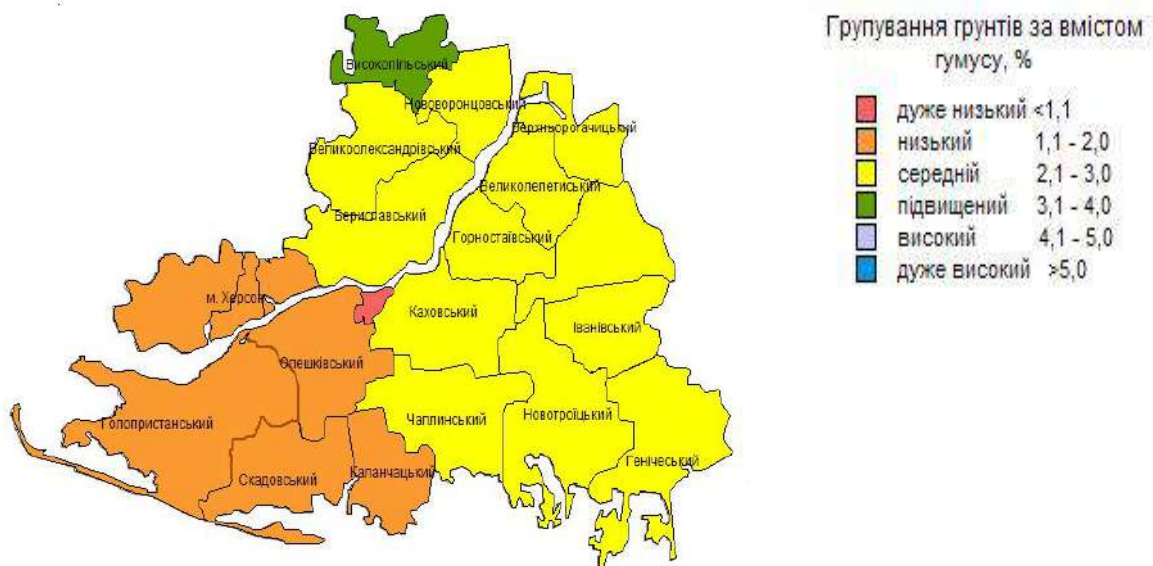 Групування грунтів за вмістом
гумусу, %
дуже низький <1,1
низький 1,1 - 2,0
середній 2,1 - 3,0
підвищений 3,1 - 4,0
високий 4,1 - 5,0
дуже високий >5,0
Високопільський
Нововоронцовський
Верхньорогачицький
Великоолександрівський
Великолепетиський
Бериславський
Горностаївський
м. Херсон
Каховський
Іванівський
Олешківський
Голопристанський
Чаплинський
Новотроїцький
Генічеський
Скадовський
Каланчацький